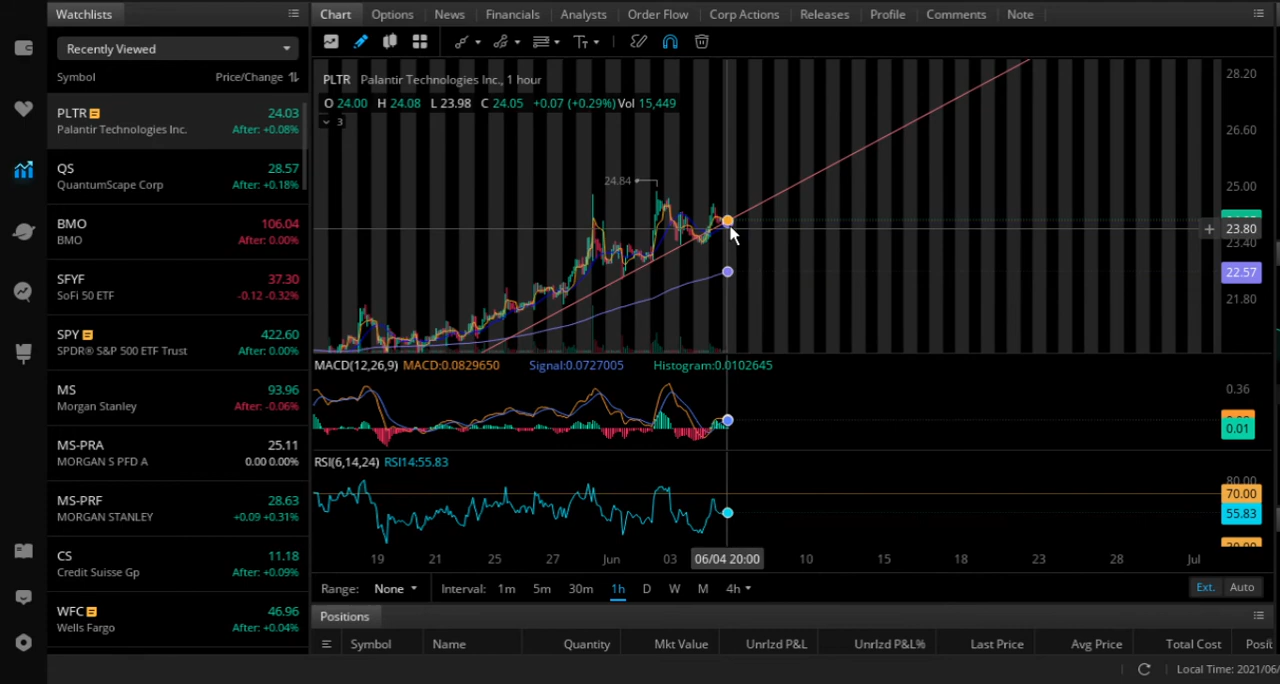 Watchlists
Recently Viewed
Symbol Price/Change
PLTR 24.03
Palantir Technologies Inc. After: +0.08%
QS 28.57
QuantumScape Corp After: +0.18%
BMO 106.04
BMO After: 0.00%
SFYF 37.30
SoFi 50 ETF -0.12 -0.32%
SPY 422.60
SPDR® S&P 500 ETF Trust After: 0.00%
MS 93.96
Morgan Stanley After: -0.06%
MS-PRA 25.11
MORGAN S PFD A 0.00 0.00%
MS-PRF 28.63
MORGAN STANLEY +0.09 +0.31%
CS 11.18
Credit Suisse Gp After: +0.09%
WFC 46.96
Wells Fargo After: +0.04%
Chart Options News Financials Analysts Order Flow Corp Actions Releases Profile Comments Note
PLTR Palantir Technologies Inc., 1 hour
O 24.00 H 24.08 L 23.98 C 24.05 +0.07 (+0.29%) Vol 15,449
3
24.84
28.20
26.60
25.00
23.80
23.40
22.57
21.80
MACD(12,26,9) MACD:0.0829650 Signal:0.0727005 Histogram:0.0102645
0.36
0.01
RSI(6,14,24) RSI14:55.83
80.00
70.00
55.83
19 21 25 27 Jun 03 06/04 20:00 10 15 18 23 28 Jul
Range: None Interval: 1m 5m 30m 1h D W M 4h Ext. Auto
Positions
Symbol Name Quantity Mkt Value Unrlzd P&L Unrlzd P&L% Last Price Avg Price Total Cost Posit
Local Time: 2021/06/